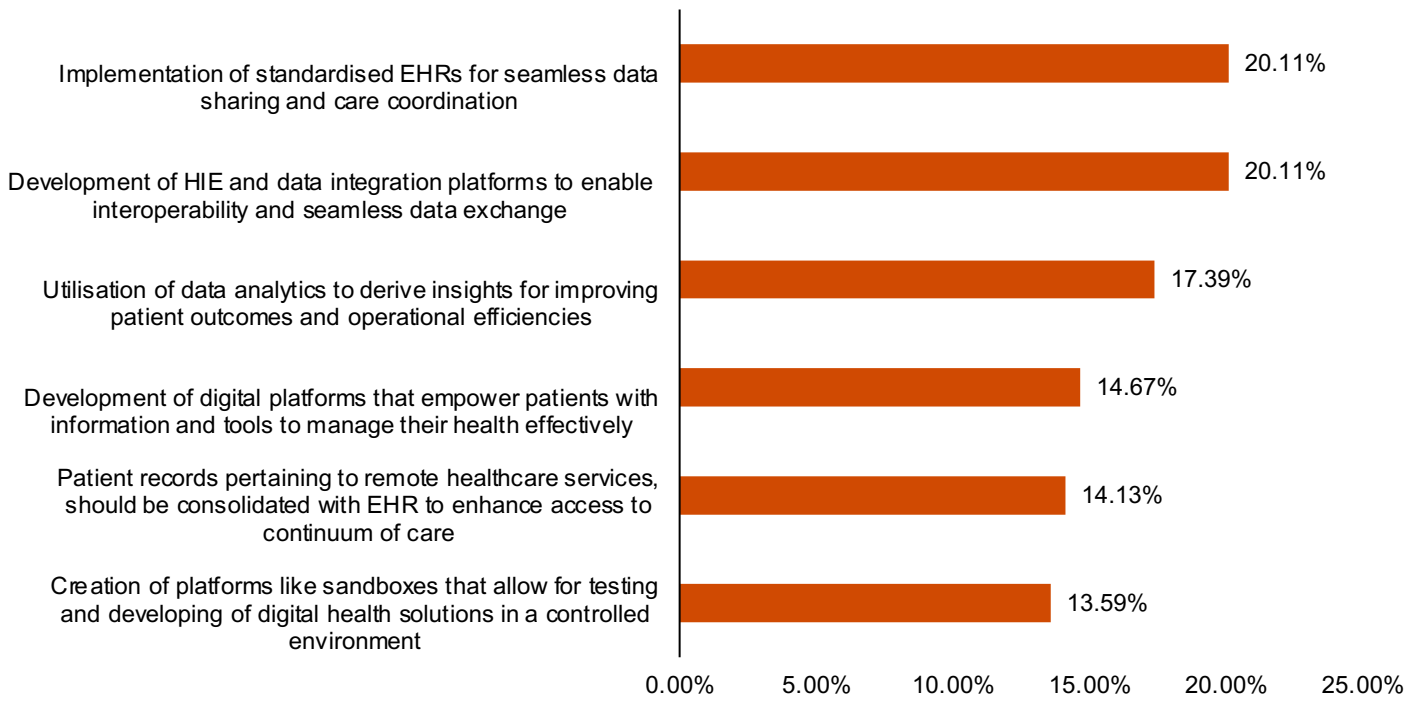 Implementation of standardised EHRs for seamless data
sharing and care coordination
20.11%
Development of HIE and data integration platforms to enable
interoperability and seamless data exchange
20.11%
Utilisation of data analytics to derive insights for improving
patient outcomes and operational efficiencies
17.39%
Development of digital platforms that empower patients with
information and tools to manage their health effectively
14.67%
Patient records pertaining to remote healthcare services,
should be consolidated with EHR to enhance access to
continuum of care
14.13%
Creation of platforms like sandboxes that allow for testing
and developing of digital health solutions in a controlled
environment
13.59%
0.00% 5.00% 10.00% 15.00% 20.00% 25.00%